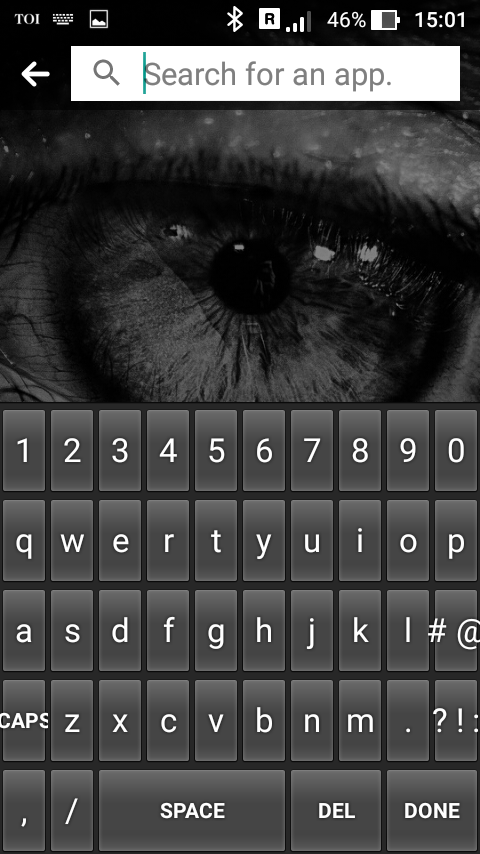 TOI R 46% 15:01
Search for an app.
1 2 3 4 5 6 7 8 9 0
q w e r t y u i o p
a s d f g h j k l # @
CAPS z x c v b n m . ? ! :
, / SPACE DEL DONE